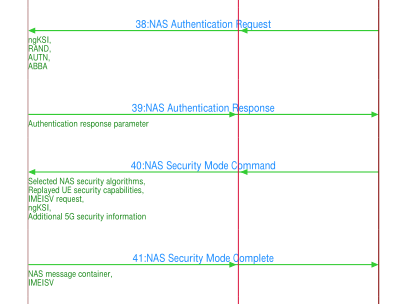 38:NAS Authentication Request
ngKSI,
RAND,
AUTN,
ABBA
39:NAS Authentication Response
Authentication response parameter
40:NAS Security Mode Command
Selected NAS security algorithms,
Replayed UE security capabilities,
IMEISV request,
ngKSI,
Additional 5G security information
41:NAS Security Mode Complete
NAS message container,
IMEISV